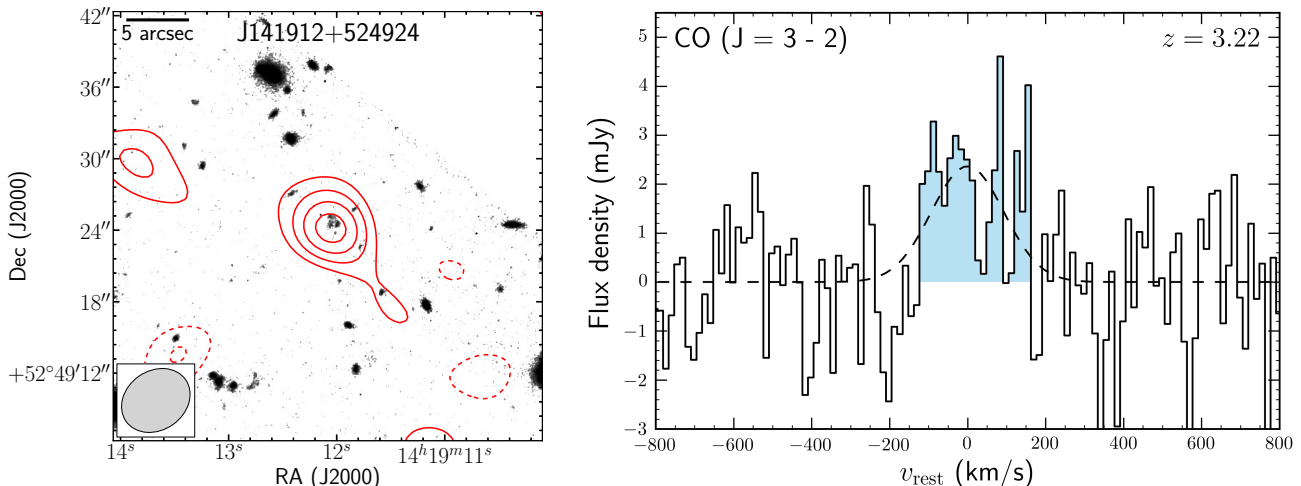 42″
5 arcsec
J141912+524924
36″
30″
24″
18″
+52°49′12″
Dec (J2000)
14ˢ
13ˢ
12ˢ
14ʰ19ᵐ11ˢ
RA (J2000)
CO (J = 3 - 2)
z = 3.22
5
4
3
2
1
0
−1
−2
−3
Flux density (mJy)
−800
−600
−400
−200
0
200
400
600
800
v_rest (km/s)